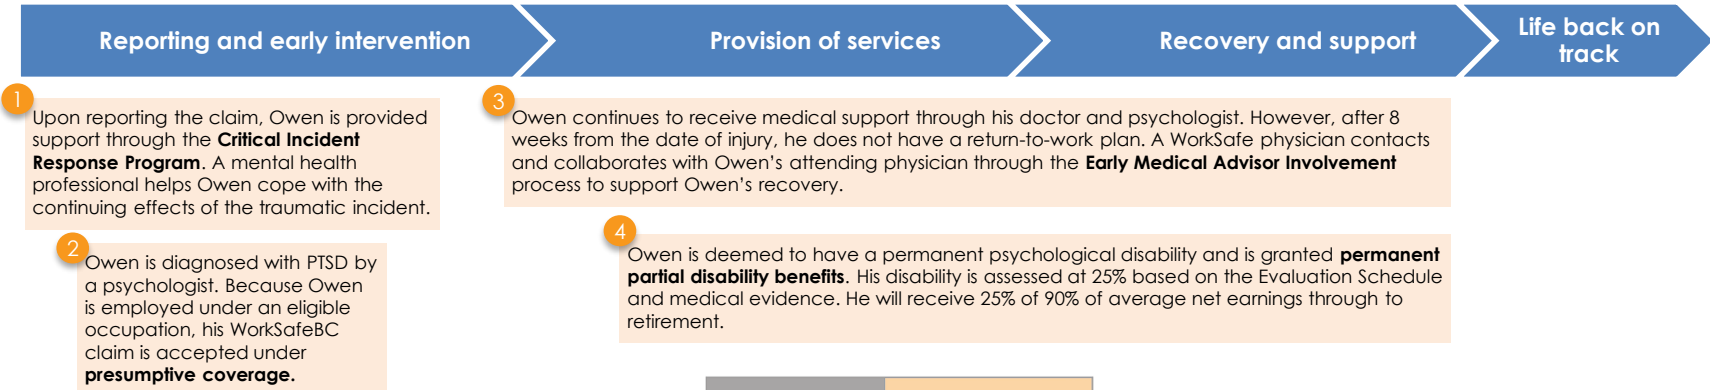 Reporting and early intervention
Provision of services
Recovery and support
Life back on
track
1
Upon reporting the claim, Owen is provided
support through the Critical Incident
Response Program. A mental health
professional helps Owen cope with the
continuing effects of the traumatic incident.
2
Owen is diagnosed with PTSD by
a psychologist. Because Owen
is employed under an eligible
occupation, his WorkSafeBC
claim is accepted under
presumptive coverage.
3
Owen continues to receive medical support through his doctor and psychologist. However, after 8
weeks from the date of injury, he does not have a return-to-work plan. A WorkSafe physician contacts
and collaborates with Owen’s attending physician through the Early Medical Advisor Involvement
process to support Owen’s recovery.
4
Owen is deemed to have a permanent psychological disability and is granted permanent
partial disability benefits. His disability is assessed at 25% based on the Evaluation Schedule
and medical evidence. He will receive 25% of 90% of average net earnings through to
retirement.